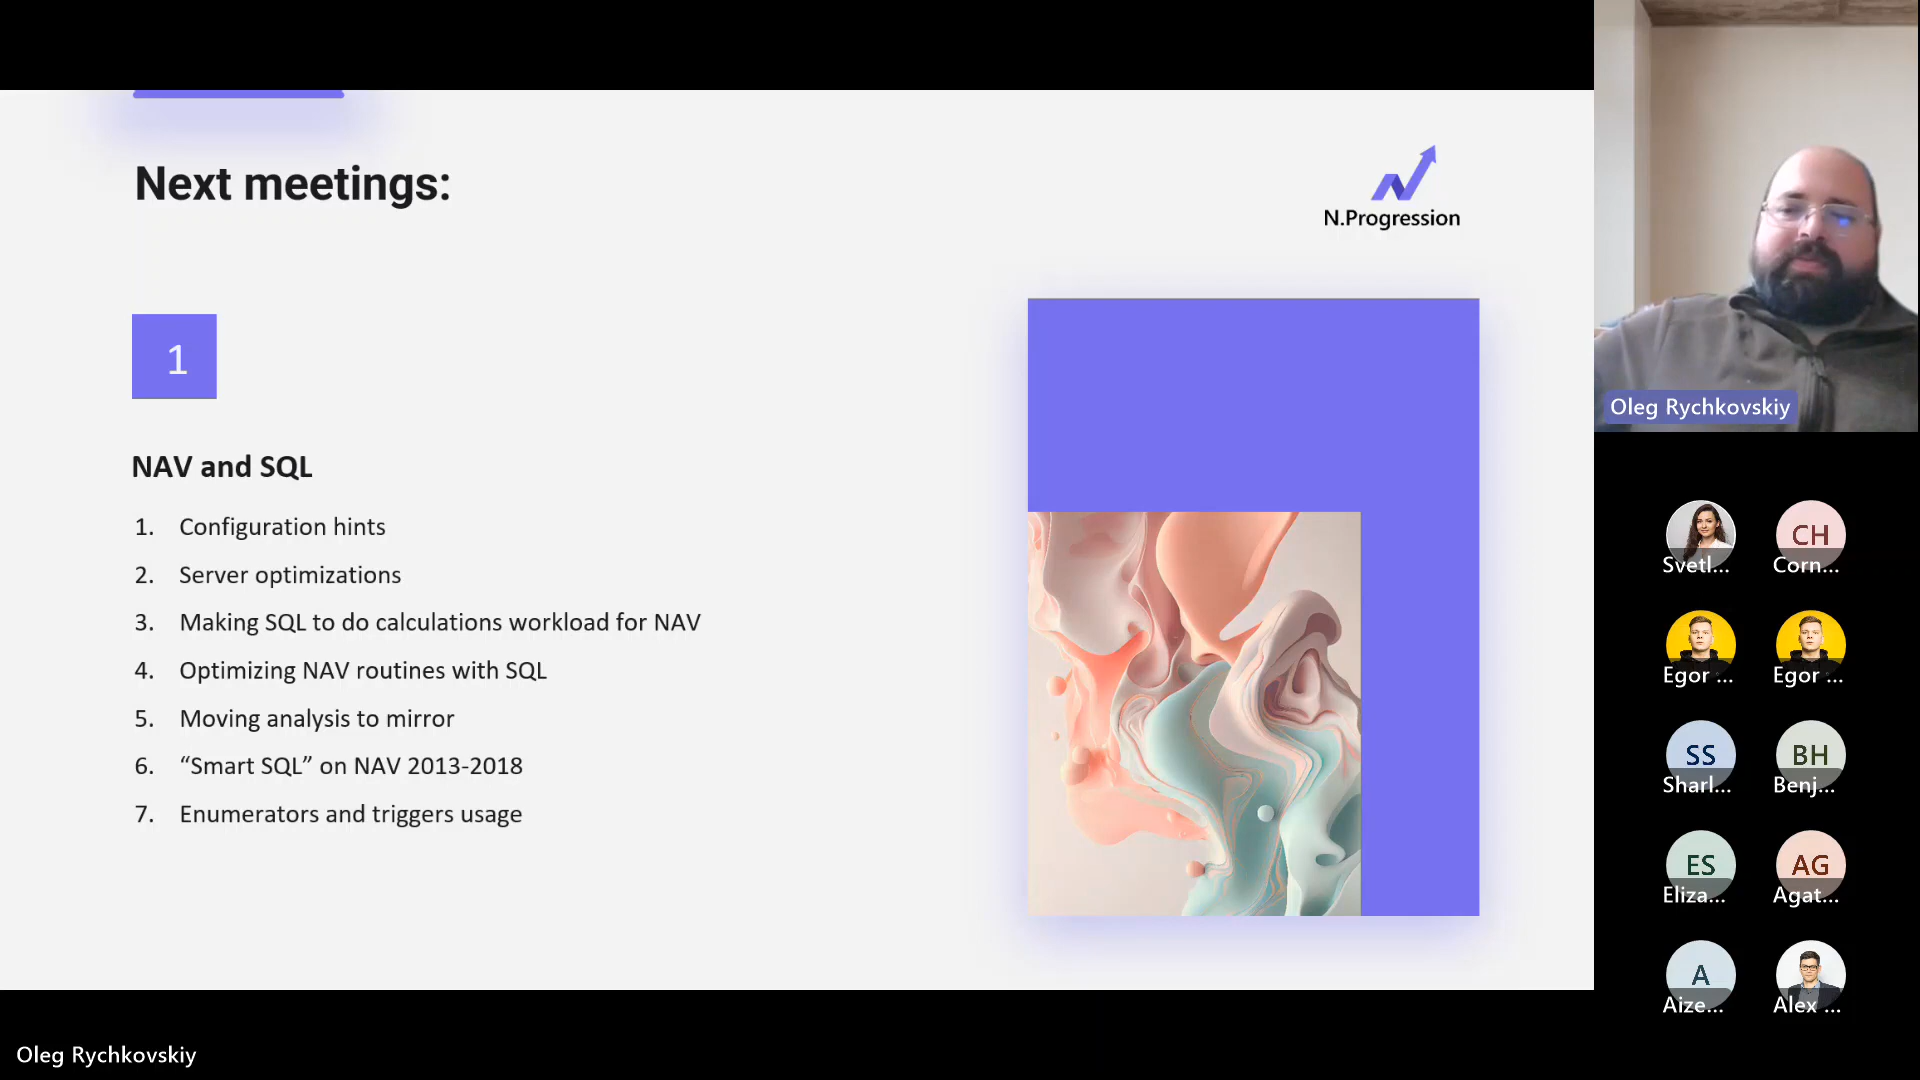 Next meetings:
N.Progression
1
NAV and SQL
1. Configuration hints
2. Server optimizations
3. Making SQL to do calculations workload for NAV
4. Optimizing NAV routines with SQL
5. Moving analysis to mirror
6. “Smart SQL” on NAV 2013-2018
7. Enumerators and triggers usage
Oleg Rychkovskiy
CH
Svetl...
Corn...
Egor ...
Egor ...
SS
BH
Sharl...
Benj...
ES
AG
Eliza...
Agat...
A
Aize...
Alex ...
Oleg Rychkovskiy